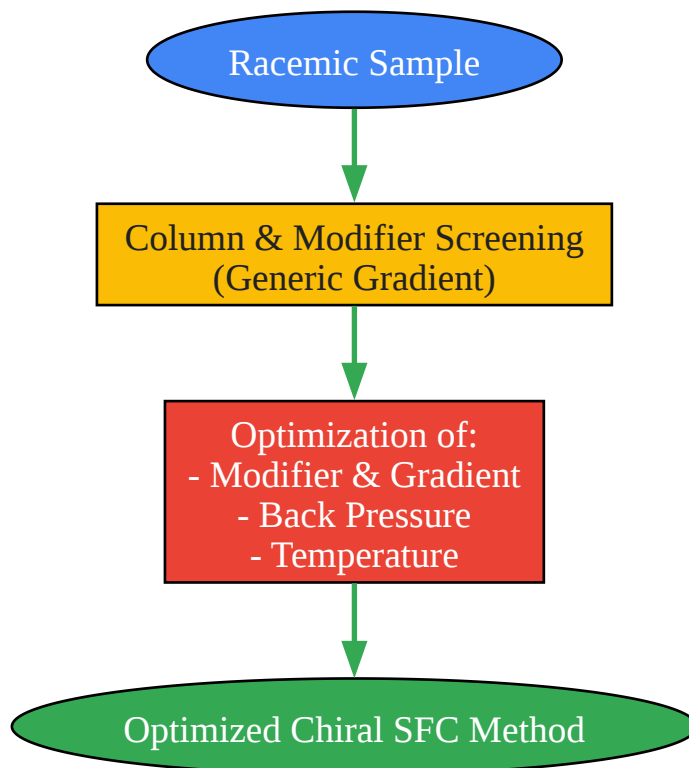 Racemic Sample
Column & Modifier Screening
(Generic Gradient)
Optimization of:
- Modifier & Gradient
- Back Pressure
- Temperature
Optimized Chiral SFC Method